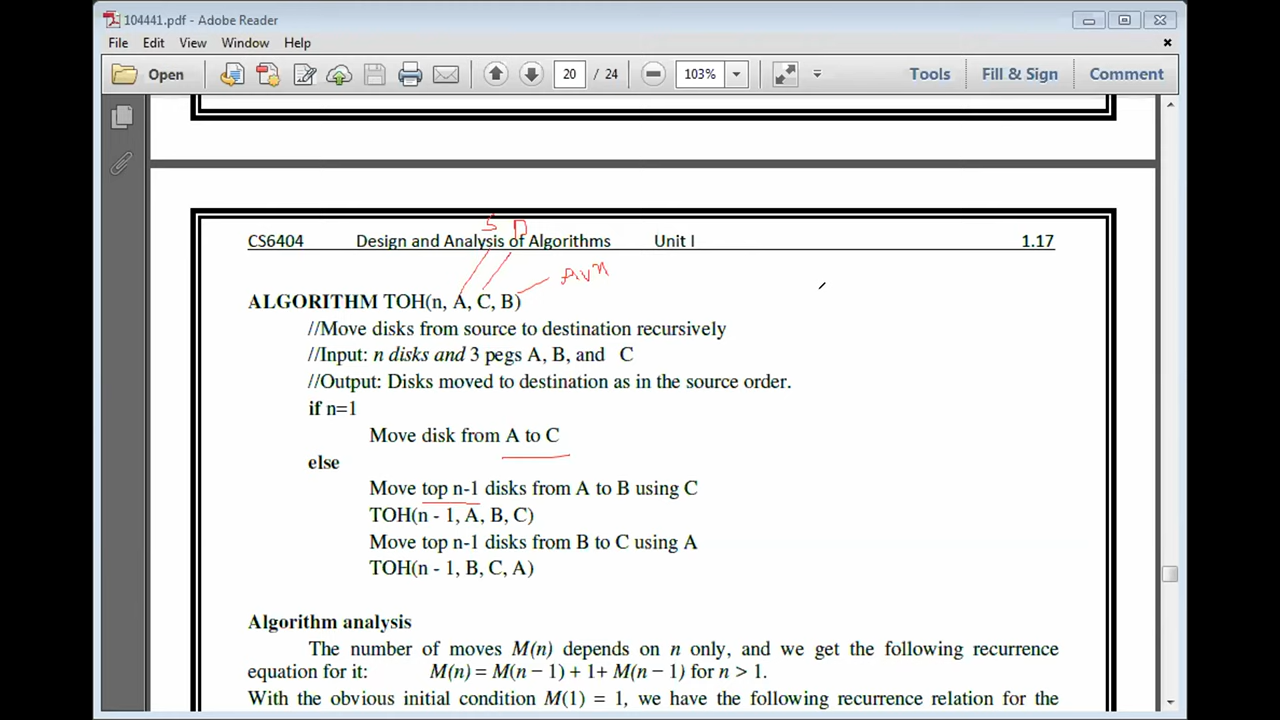 104441.pdf - Adobe Reader
File Edit View Window Help
Open 20 / 24 103% Tools Fill & Sign Comment
S D
CS6404 Design and Analysis of Algorithms Unit I 1.17
ALGORITHM TOH(n, A, C, B)
//Move disks from source to destination recursively
//Input: n disks and 3 pegs A, B, and C
//Output: Disks moved to destination as in the source order.
if n=1
Move disk from A to C
else
Move top n-1 disks from A to B using C
TOH(n - 1, A, B, C)
Move top n-1 disks from B to C using A
TOH(n - 1, B, C, A)
Algorithm analysis
The number of moves M(n) depends on n only, and we get the following recurrence
equation for it: M(n) = M(n − 1) + 1+ M(n − 1) for n > 1.
With the obvious initial condition M(1) = 1, we have the following recurrence relation for the